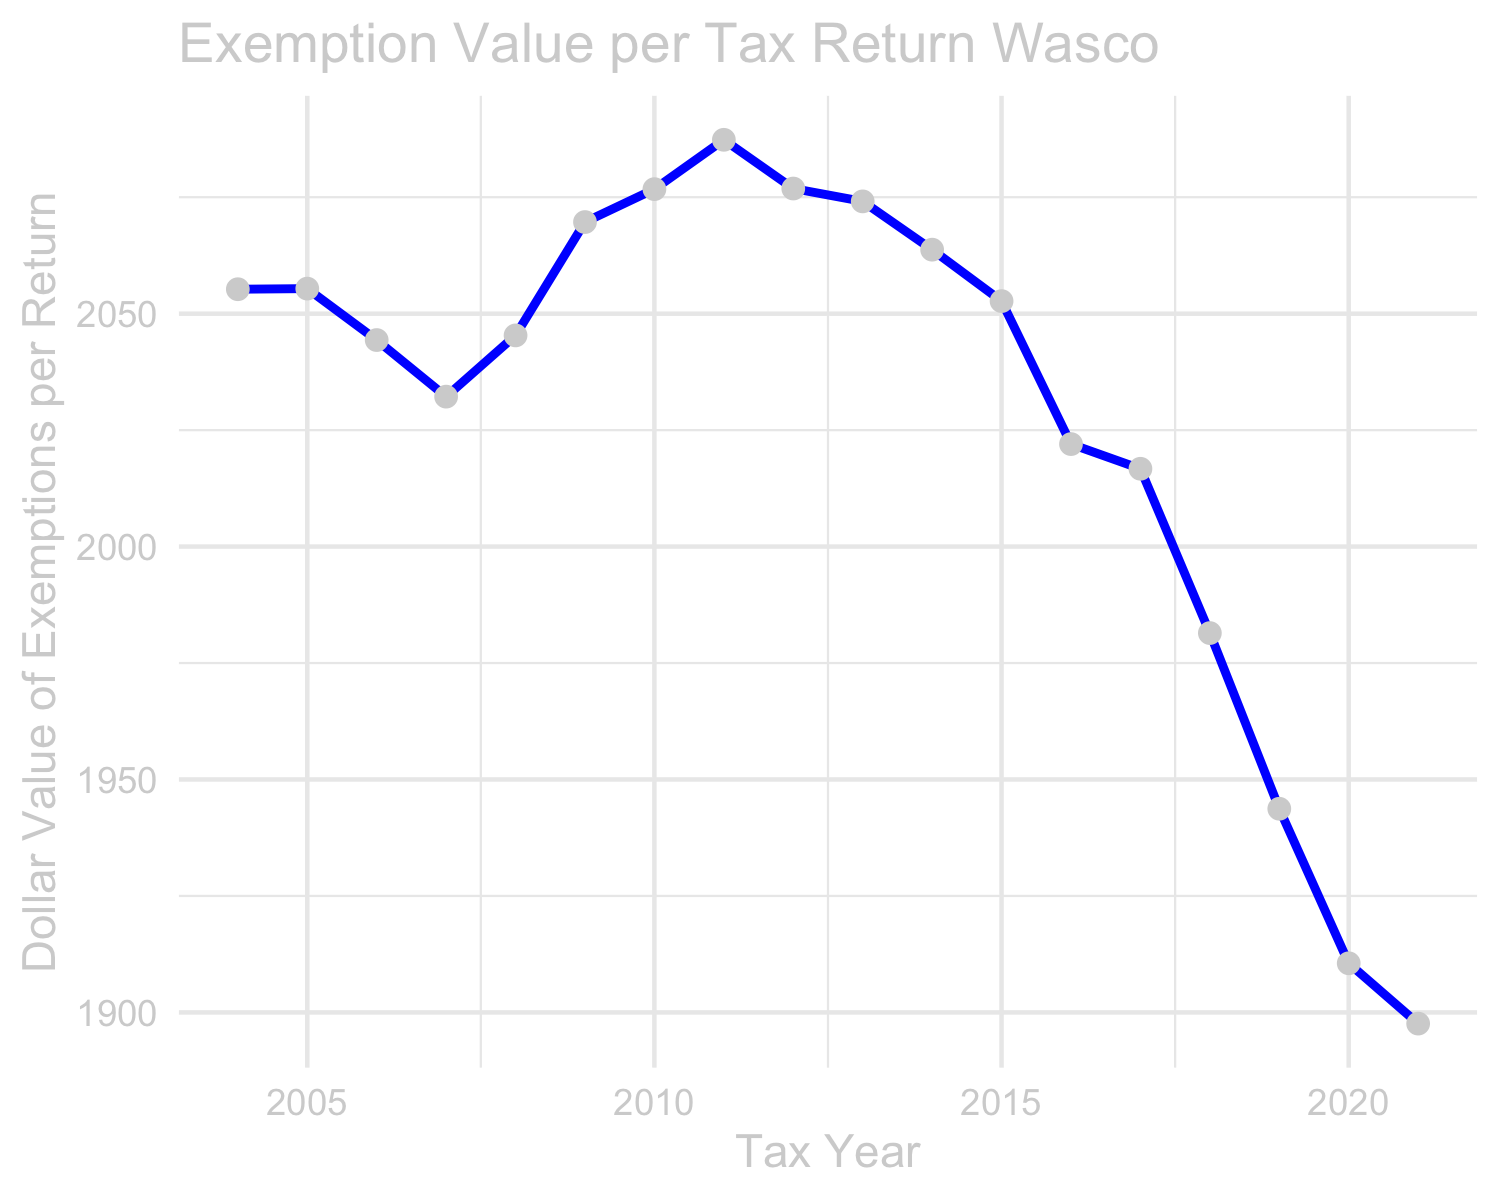 Exemption Value per Tax Return Wasco
Dollar Value of Exemptions per Return
2050
2000
1950
1900
2005
2010
2015
2020
Tax Year